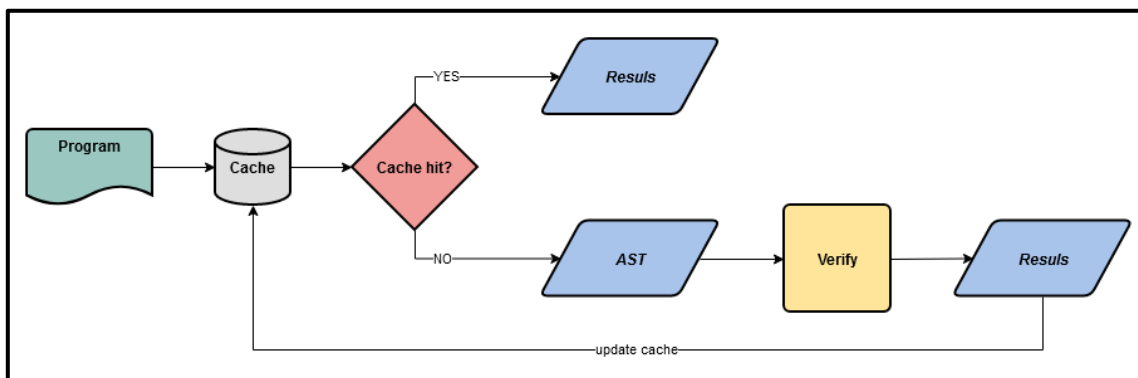 YES
Resuls
Program
Cache
Cache hit?
NO
AST
Verify
Resuls
update cache